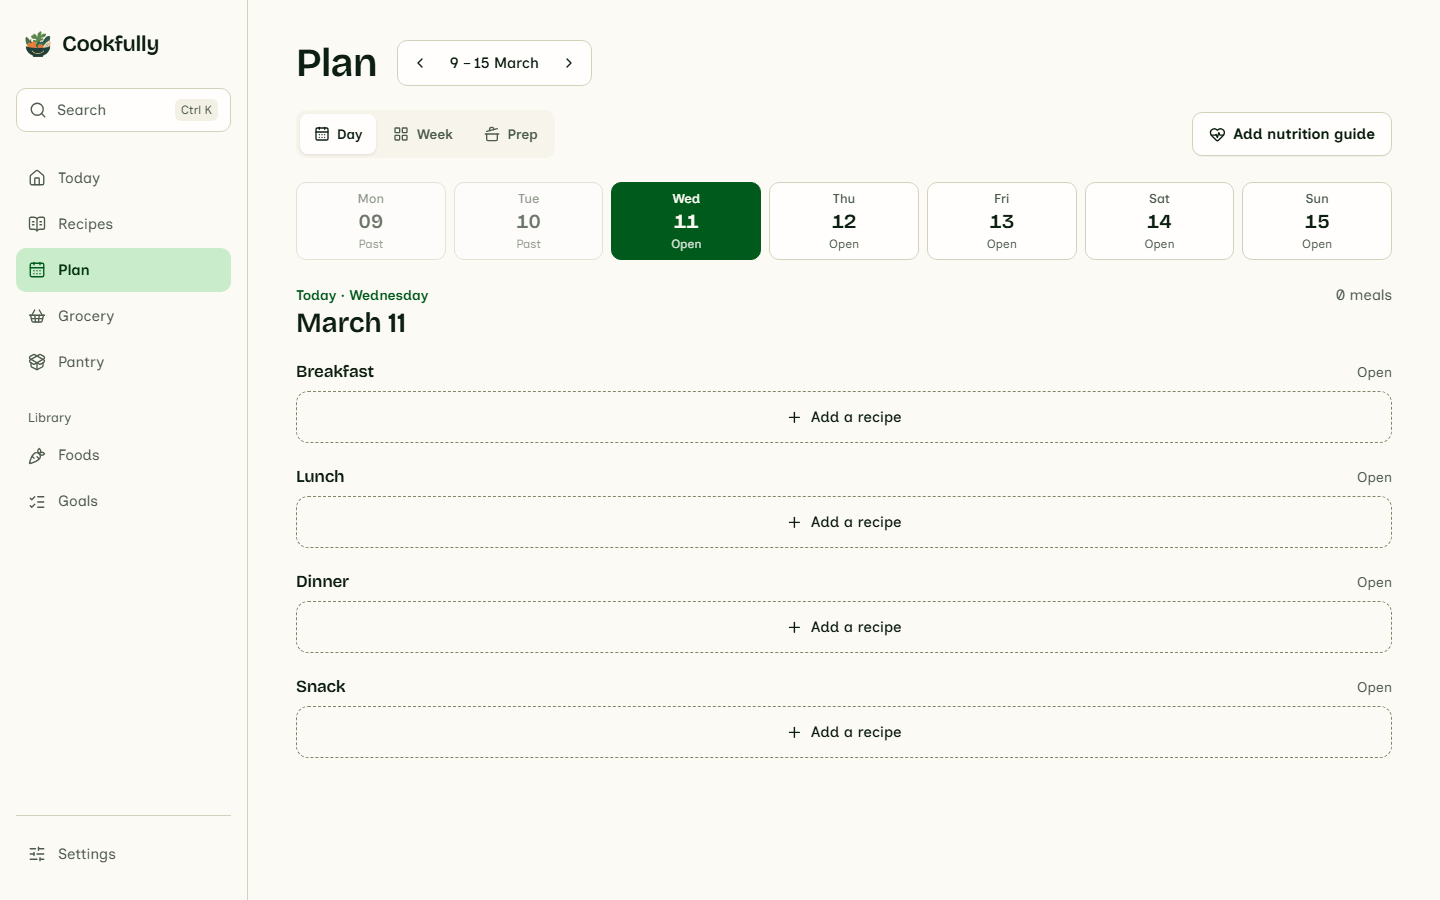 Cookfully
Search Ctrl K
Today
Recipes
Plan
Grocery
Pantry
Library
Foods
Goals
Settings
Plan
9 – 15 March
Day Week Prep
Add nutrition guide
Mon 09 Past
Tue 10 Past
Wed 11 Open
Thu 12 Open
Fri 13 Open
Sat 14 Open
Sun 15 Open
Today · Wednesday
0 meals
March 11
Breakfast Open
Add a recipe
Lunch Open
Add a recipe
Dinner Open
Add a recipe
Snack Open
Add a recipe